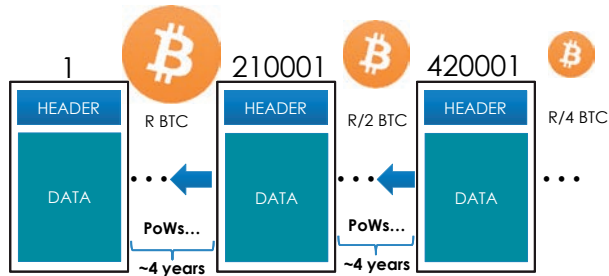 1
210001
420001
HEADER
R BTC
HEADER
R/2 BTC
HEADER
R/4 BTC
DATA
• • •
DATA
• • •
DATA
• • •
PoWs...
~4 years
PoWs...
~4 years